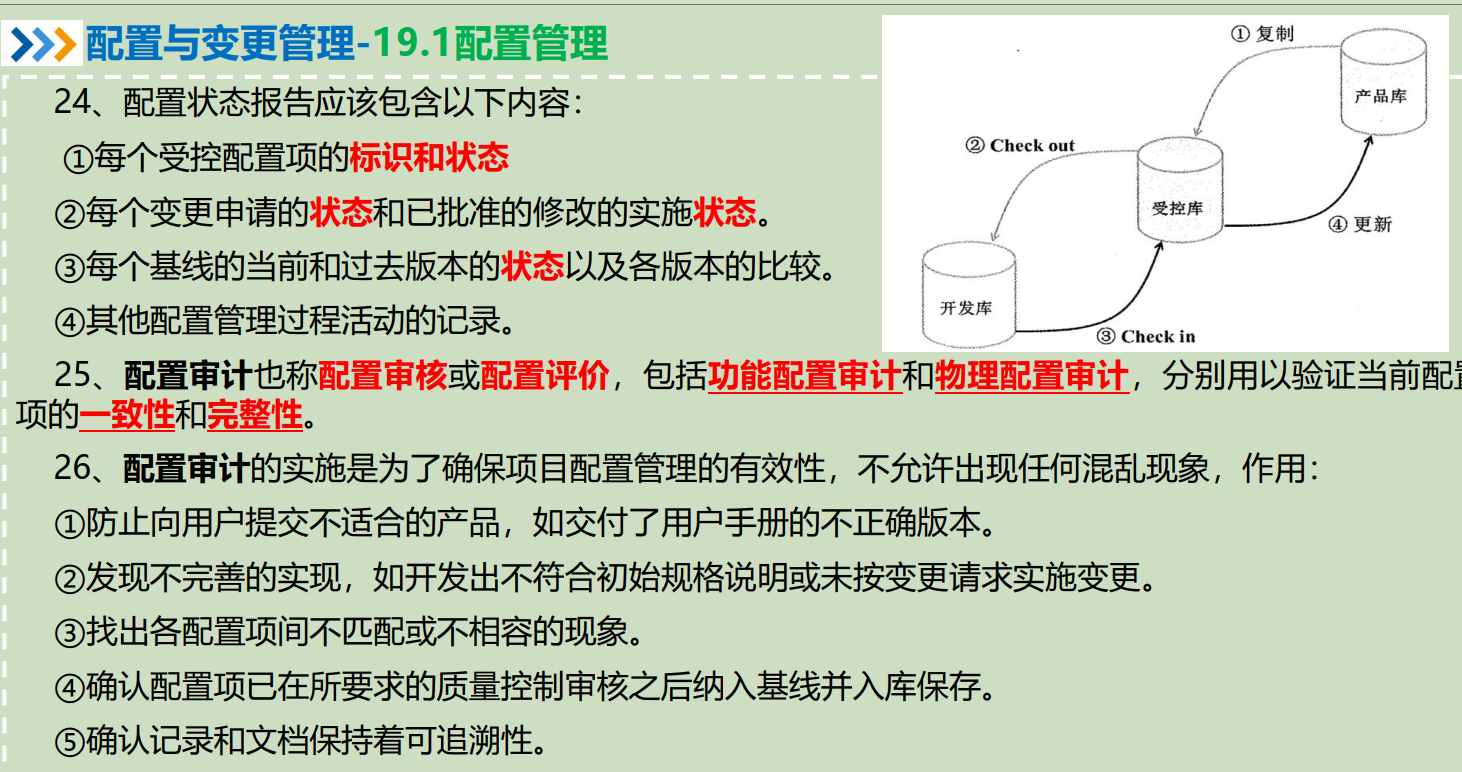 配置与变更管理-19.1配置管理
24、配置状态报告应该包含以下内容：
①每个受控配置项的标识和状态
②每个变更申请的状态和已批准的修改的实施状态。
③每个基线的当前和过去版本的状态以及各版本的比较。
④其他配置管理过程活动的记录。
① 复制
产品库
② Check out
受控库
④ 更新
开发库
③ Check in
25、配置审计也称配置审核或配置评价，包括功能配置审计和物理配置审计，分别用以验证当前配置
项的一致性和完整性。
26、配置审计的实施是为了确保项目配置管理的有效性，不允许出现任何混乱现象，作用：
①防止向用户提交不适合的产品，如交付了用户手册的不正确版本。
②发现不完善的实现，如开发出不符合初始规格说明或未按变更请求实施变更。
③找出各配置项间不匹配或不相容的现象。
④确认配置项已在所要求的质量控制审核之后纳入基线并入库保存。
⑤确认记录和文档保持着可追溯性。